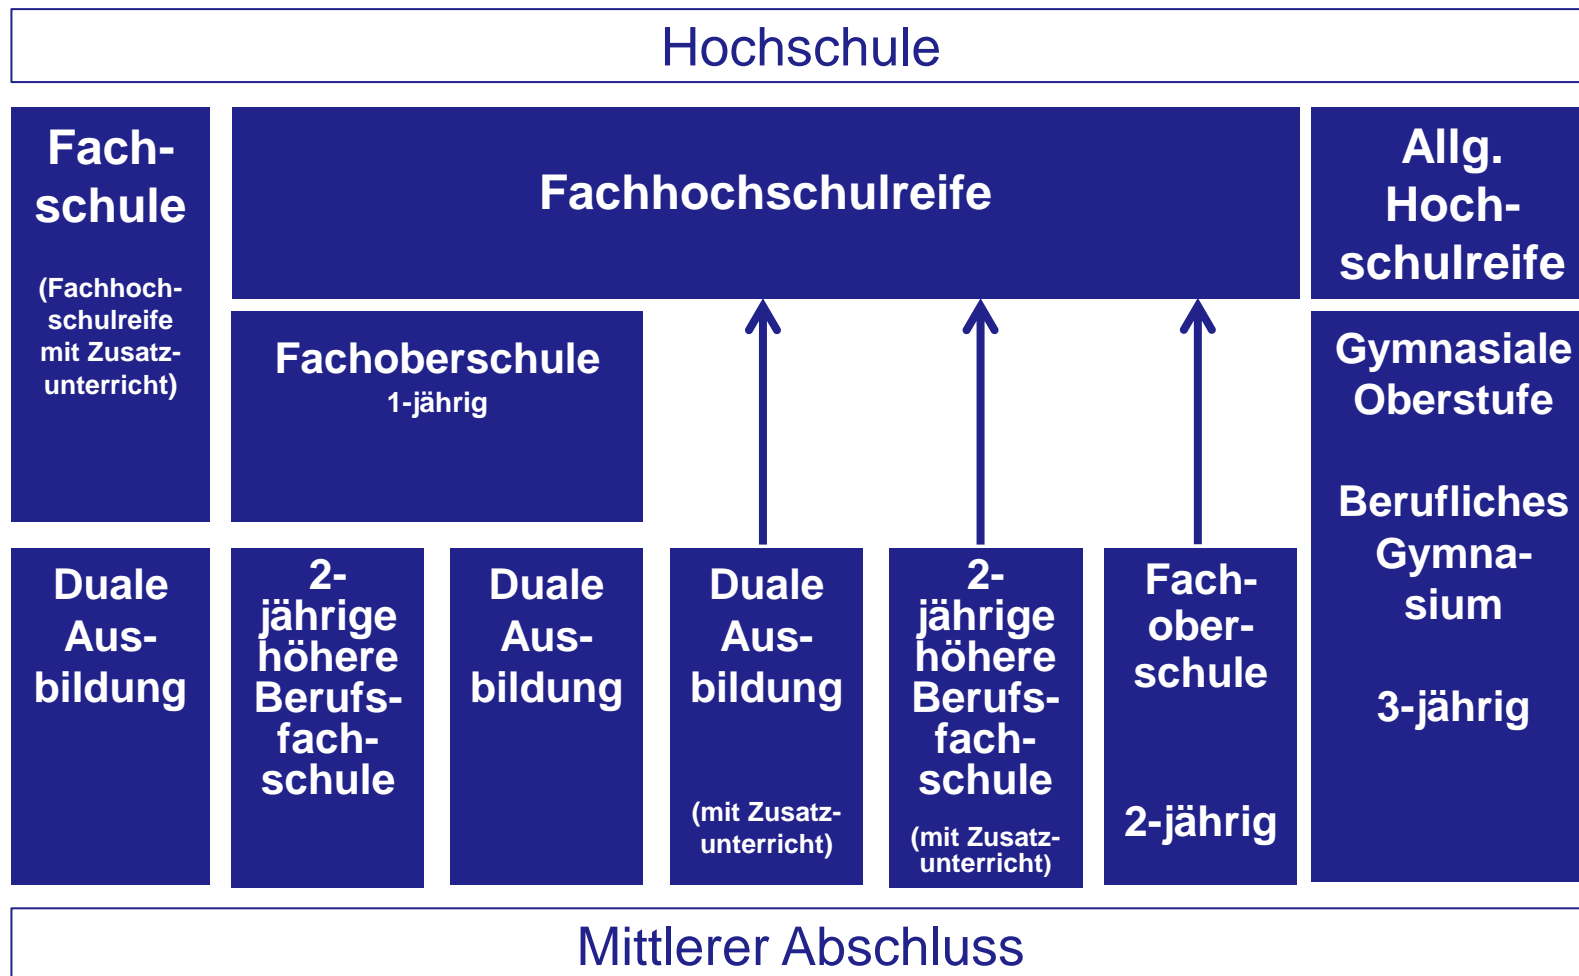 Hochschule
Fach-
schule
(Fachhoch-
schulreife
mit Zusatz-
unterricht)
Fachhochschulreife
Allg.
Hoch-
schulreife
Fachoberschule
1-jährig
Gymnasiale
Oberstufe
Berufliches
Gymna-
sium
3-jährig
Duale
Aus-
bildung
2-
jährige
höhere
Berufs-
fach-
schule
Duale
Aus-
bildung
Duale
Aus-
bildung
(mit Zusatz-
unterricht)
2-
jährige
höhere
Berufs-
fach-
schule
(mit Zusatz-
unterricht)
Fach-
ober-
schule
2-jährig
Mittlerer Abschluss